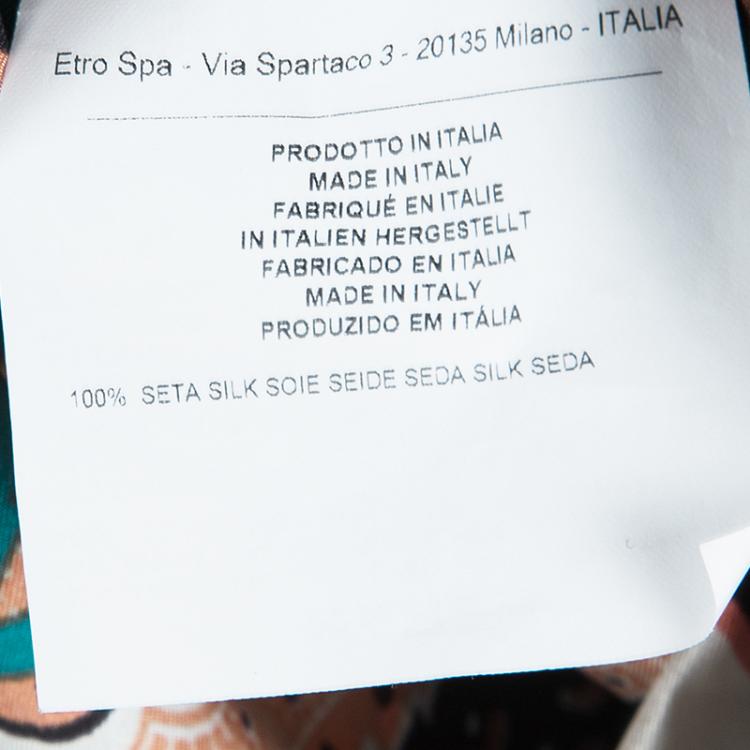 Etro Spa - Via Spartaco 3 - 20135 Milano - ITALIA
PRODOTTO IN ITALIA
MADE IN ITALY
FABRIQUÉ EN ITALIE
IN ITALIEN HERGESTELLT
FABRICADO EN ITALIA
MADE IN ITALY
PRODUZIDO EM ITÁLIA
100% SETA SILK SOIE SEIDE SEDA SILK SEDA